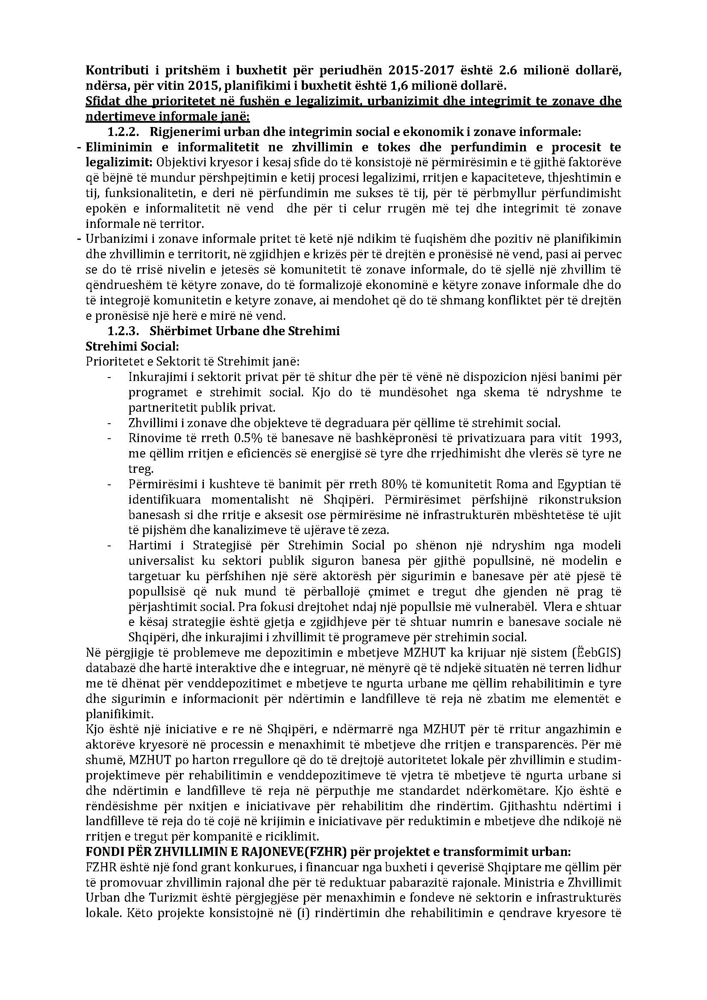 Kontributi i pritshëm i buxhetit për periudhën 2015-2017 është 2.6 milionë dollarë,
ndërsa, për vitin 2015, planifikimi i buxhetit është 1,6 milionë dollarë.
Sfidat dhe prioritetet në fushën e legalizimit, urbanizimit dhe integrimit te zonave dhe
ndertimeve informale janë:
1.2.2. Rigjenerimi urban dhe integrimin social e ekonomik i zonave informale:
- Eliminimin e informalitetit ne zhvillimin e tokes dhe perfundimin e procesit te
legalizimit: Objektivi kryesor i kesaj sfide do të konsistojë në përmirësimin e të gjithë faktorëve
që bëjnë të mundur përshpejtimin e ketij procesi legalizimi, rritjen e kapaciteteve, thjeshtimin e
tij, funksionalitetin, e deri në përfundimin me sukses të tij, për të përbmyllur përfundimisht
epokën e informalitetit në vend dhe për ti celur rrugën më tej dhe integrimit të zonave
informale në territor.
- Urbanizimi i zonave informale pritet të ketë një ndikim të fuqishëm dhe pozitiv në planifikimin
dhe zhvillimin e territorit, në zgjidhjen e krizës për të drejtën e pronësisë në vend, pasi ai pervec
se do të rrisë nivelin e jetesës së komunitetit të zonave informale, do të sjellë një zhvillim të
qëndrueshëm të këtyre zonave, do të formalizojë ekonominë e këtyre zonave informale dhe do
të integrojë komunitetin e ketyre zonave, ai mendohet që do të shmang konfliktet për të drejtën
e pronësisë një herë e mirë në vend.
1.2.3. Shërbimet Urbane dhe Strehimi
Strehimi Social:
Prioritetet e Sektorit të Strehimit janë:
- Inkurajimi i sektorit privat për të shitur dhe për të vënë në dispozicion njësi banimi për
programet e strehimit social. Kjo do të mundësohet nga skema të ndryshme te
partneritetit publik privat.
- Zhvillimi i zonave dhe objekteve të degraduara për qëllime të strehimit social.
- Rinovime të rreth 0.5% të banesave në bashkëpronësi të privatizuara para vitit 1993,
me qëllim rritjen e eficiencës së energjisë së tyre dhe rrjedhimisht dhe vlerës së tyre ne
treg.
- Përmirësimi i kushteve të banimit për rreth 80% të komunitetit Roma and Egyptian të
identifikuara momentalisht në Shqipëri. Përmirësimet përfshijnë rikonstruksion
banesash si dhe rritje e aksesit ose përmirësime në infrastrukturën mbështetëse të ujit
të pijshëm dhe kanalizimeve të ujërave të zeza.
- Hartimi i Strategjisë për Strehimin Social po shënon një ndryshim nga modeli
universalist ku sektori publik siguron banesa për gjithë popullsinë, në modelin e
targetuar ku përfshihen një sërë aktorësh për sigurimin e banesave për atë pjesë të
popullsisë që nuk mund të përballojë çmimet e tregut dhe gjenden në prag të
përjashtimit social. Pra fokusi drejtohet ndaj një popullsie më vulnerabël. Vlera e shtuar
e kësaj strategjie është gjetja e zgjidhjeve për të shtuar numrin e banesave sociale në
Shqipëri, dhe inkurajimi i zhvillimit të programeve për strehimin social.
Në përgjigje të problemeve me depozitimin e mbetjeve MZHUT ka krijuar një sistem (ËebGIS)
databazë dhe hartë interaktive dhe e integruar, në mënyrë që të ndjekë situatën në terren lidhur
me të dhënat për venddepozitimet e mbetjeve te ngurta urbane me qëllim rehabilitimin e tyre
dhe sigurimin e informacionit për ndërtimin e landfilleve të reja në zbatim me elementët e
planifikimit.
Kjo është një iniciative e re në Shqipëri, e ndërmarrë nga MZHUT për të rritur angazhimin e
aktorëve kryesorë në processin e menaxhimit të mbetjeve dhe rritjen e transparencës. Për më
shumë, MZHUT po harton rregullore që do të drejtojë autoritetet lokale për zhvillimin e studim-
projektimeve për rehabilitimin e venddepozitimeve të vjetra të mbetjeve të ngurta urbane si
dhe ndërtimin e landfilleve të reja në përputhje me standardet ndërkomëtare. Kjo është e
rëndësishme për nxitjen e iniciativave për rehabilitim dhe rindërtim. Gjithashtu ndërtimi i
landfilleve të reja do të cojë në krijimin e iniciativave për reduktimin e mbetjeve dhe ndikojë në
rritjen e tregut për kompanitë e riciklimit.
FONDI PËR ZHVILLIMIN E RAJONEVE(FZHR) për projektet e transformimit urban:
FZHR është një fond grant konkurues, i financuar nga buxheti i qeverisë Shqiptare me qëllim për
të promovuar zhvillimin rajonal dhe për të reduktuar pabarazitë rajonale. Ministria e Zhvillimit
Urban dhe Turizmit është përgjegjëse për menaxhimin e fondeve në sektorin e infrastrukturës
lokale. Këto projekte konsistojnë në (i) rindërtimin dhe rehabilitimin e qendrave kryesore të